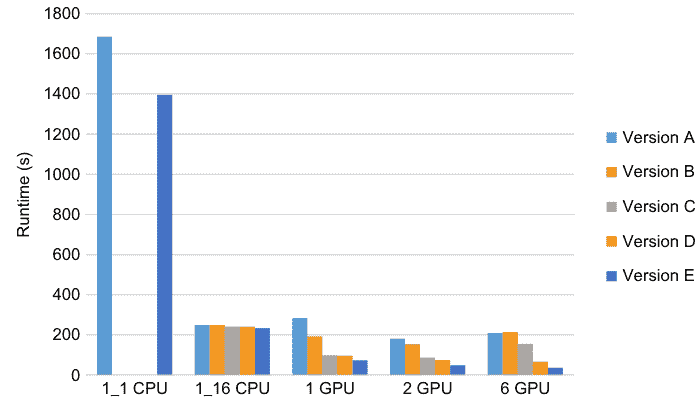 1800
1600
1400
1200
1000
800
600
400
200
0
Runtime (s)
1_1 CPU
1_16 CPU
1 GPU
2 GPU
6 GPU
Version A
Version B
Version C
Version D
Version E